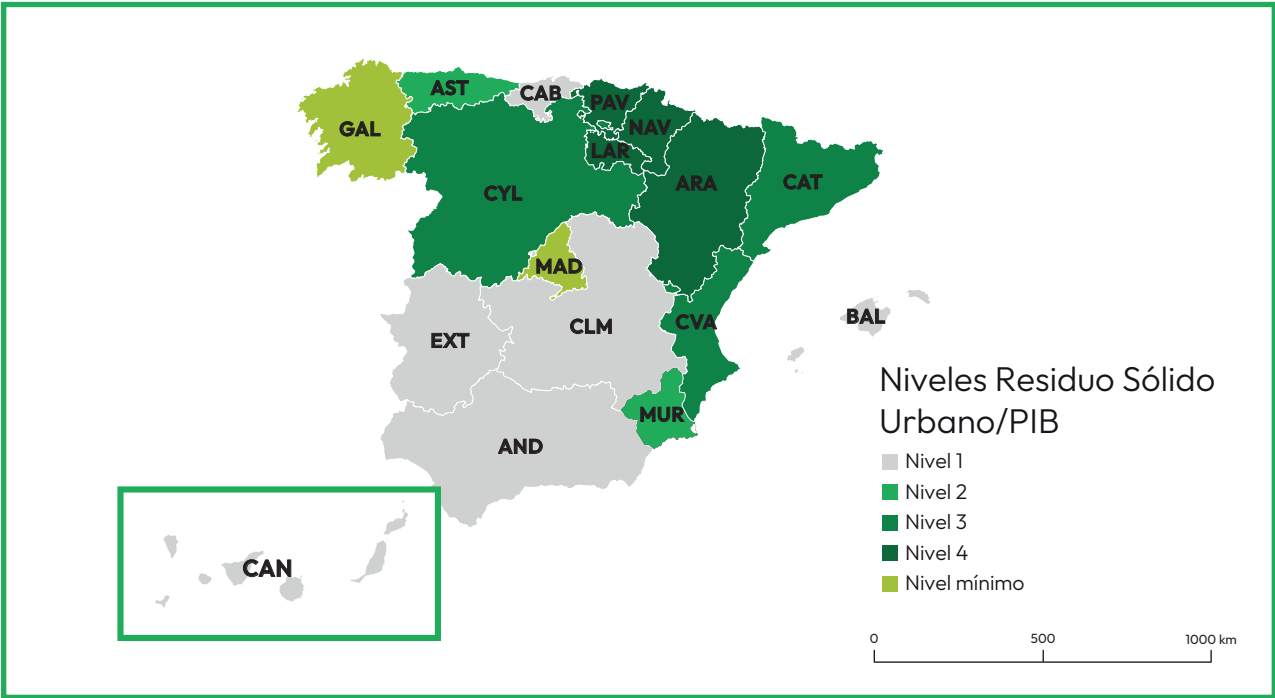 GAL
AST
CAB
PAV
NAV
LAR
ARA
CAT
CYL
MAD
EXT
CLM
CVA
BAL
MUR
AND
CAN
Niveles Residuo Sólido
Urbano/PIB
Nivel 1
Nivel 2
Nivel 3
Nivel 4
Nivel mínimo
0 500 1000 km